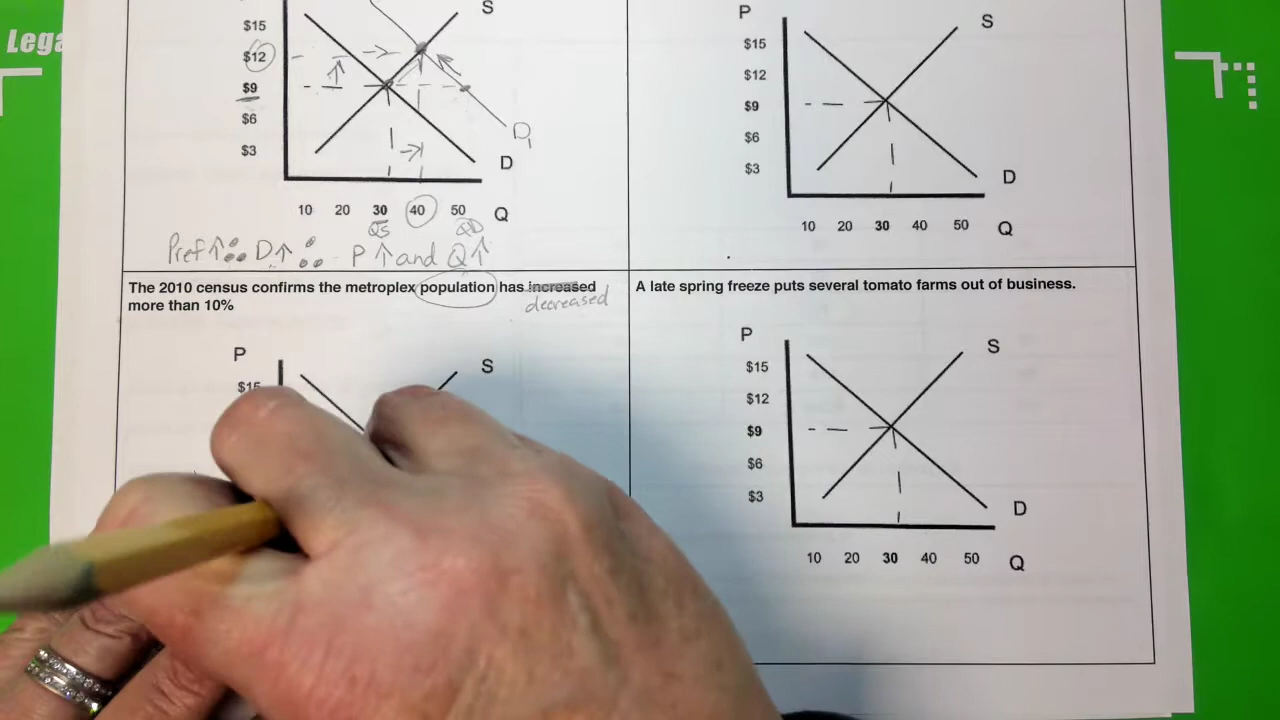 Lega
S
$15
$12
$9
$6
$3
D₁
D
10 20 30 40 50 Q
QS QD
Pref ↑ ∴ D↑ ∴ P ↑ and Q ↑
P
S
$15
$12
$9
$6
$3
D
10 20 30 40 50 Q
The 2010 census confirms the metroplex population has increased
decreased
more than 10%
P
S
$15
A late spring freeze puts several tomato farms out of business.
P
S
$15
$12
$9
$6
$3
D
10 20 30 40 50 Q